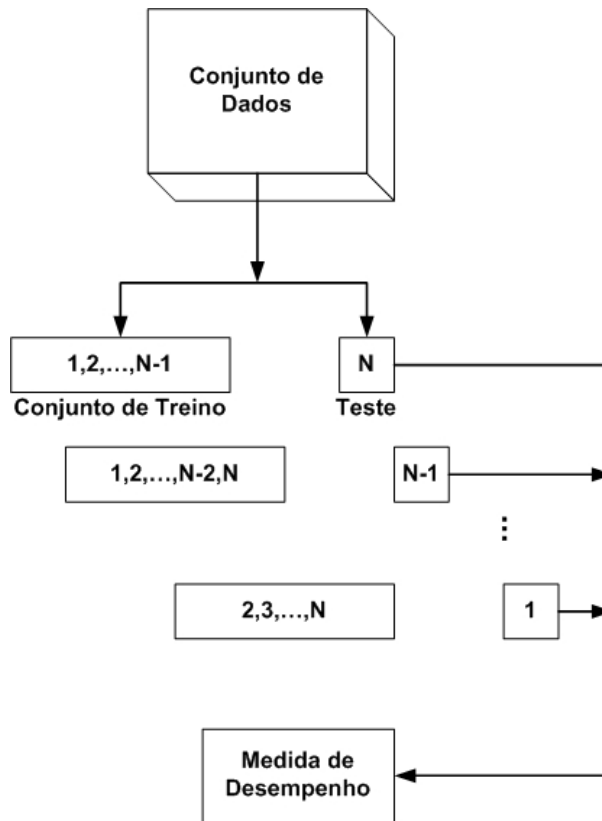 Conjunto de
Dados
1,2,...,N-1
N
Conjunto de Treino
Teste
1,2,...,N-2,N
N-1
⋮
2,3,...,N
1
Medida de
Desempenho